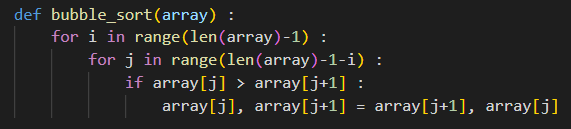 def bubble_sort(array) :
    for i in range(len(array)-1) :
        for j in range(len(array)-1-i) :
            if array[j] > array[j+1] :
                array[j], array[j+1] = array[j+1], array[j]